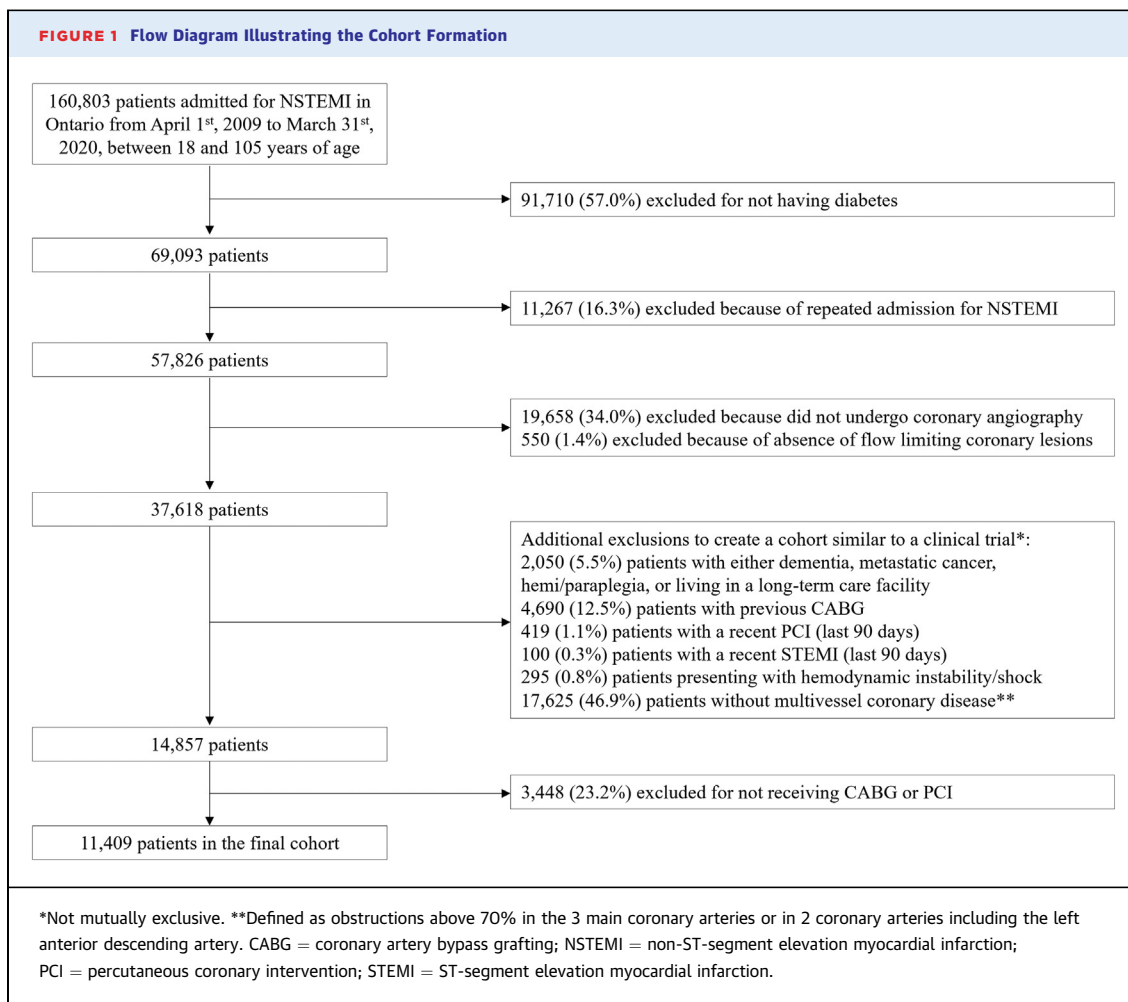 FIGURE 1 Flow Diagram Illustrating the Cohort Formation
160,803 patients admitted for NSTEMI in
Ontario from April 1st, 2009 to March 31st,
2020, between 18 and 105 years of age
91,710 (57.0%) excluded for not having diabetes
69,093 patients
11,267 (16.3%) excluded because of repeated admission for NSTEMI
57,826 patients
19,658 (34.0%) excluded because did not undergo coronary angiography
550 (1.4%) excluded because of absence of flow limiting coronary lesions
37,618 patients
Additional exclusions to create a cohort similar to a clinical trial*:
2,050 (5.5%) patients with either dementia, metastatic cancer,
hemi/paraplegia, or living in a long-term care facility
4,690 (12.5%) patients with previous CABG
419 (1.1%) patients with a recent PCI (last 90 days)
100 (0.3%) patients with a recent STEMI (last 90 days)
295 (0.8%) patients presenting with hemodynamic instability/shock
17,625 (46.9%) patients without multivessel coronary disease**
14,857 patients
3,448 (23.2%) excluded for not receiving CABG or PCI
11,409 patients in the final cohort
*Not mutually exclusive. **Defined as obstructions above 70% in the 3 main coronary arteries or in 2 coronary arteries including the left
anterior descending artery. CABG = coronary artery bypass grafting; NSTEMI = non-ST-segment elevation myocardial infarction;
PCI = percutaneous coronary intervention; STEMI = ST-segment elevation myocardial infarction.